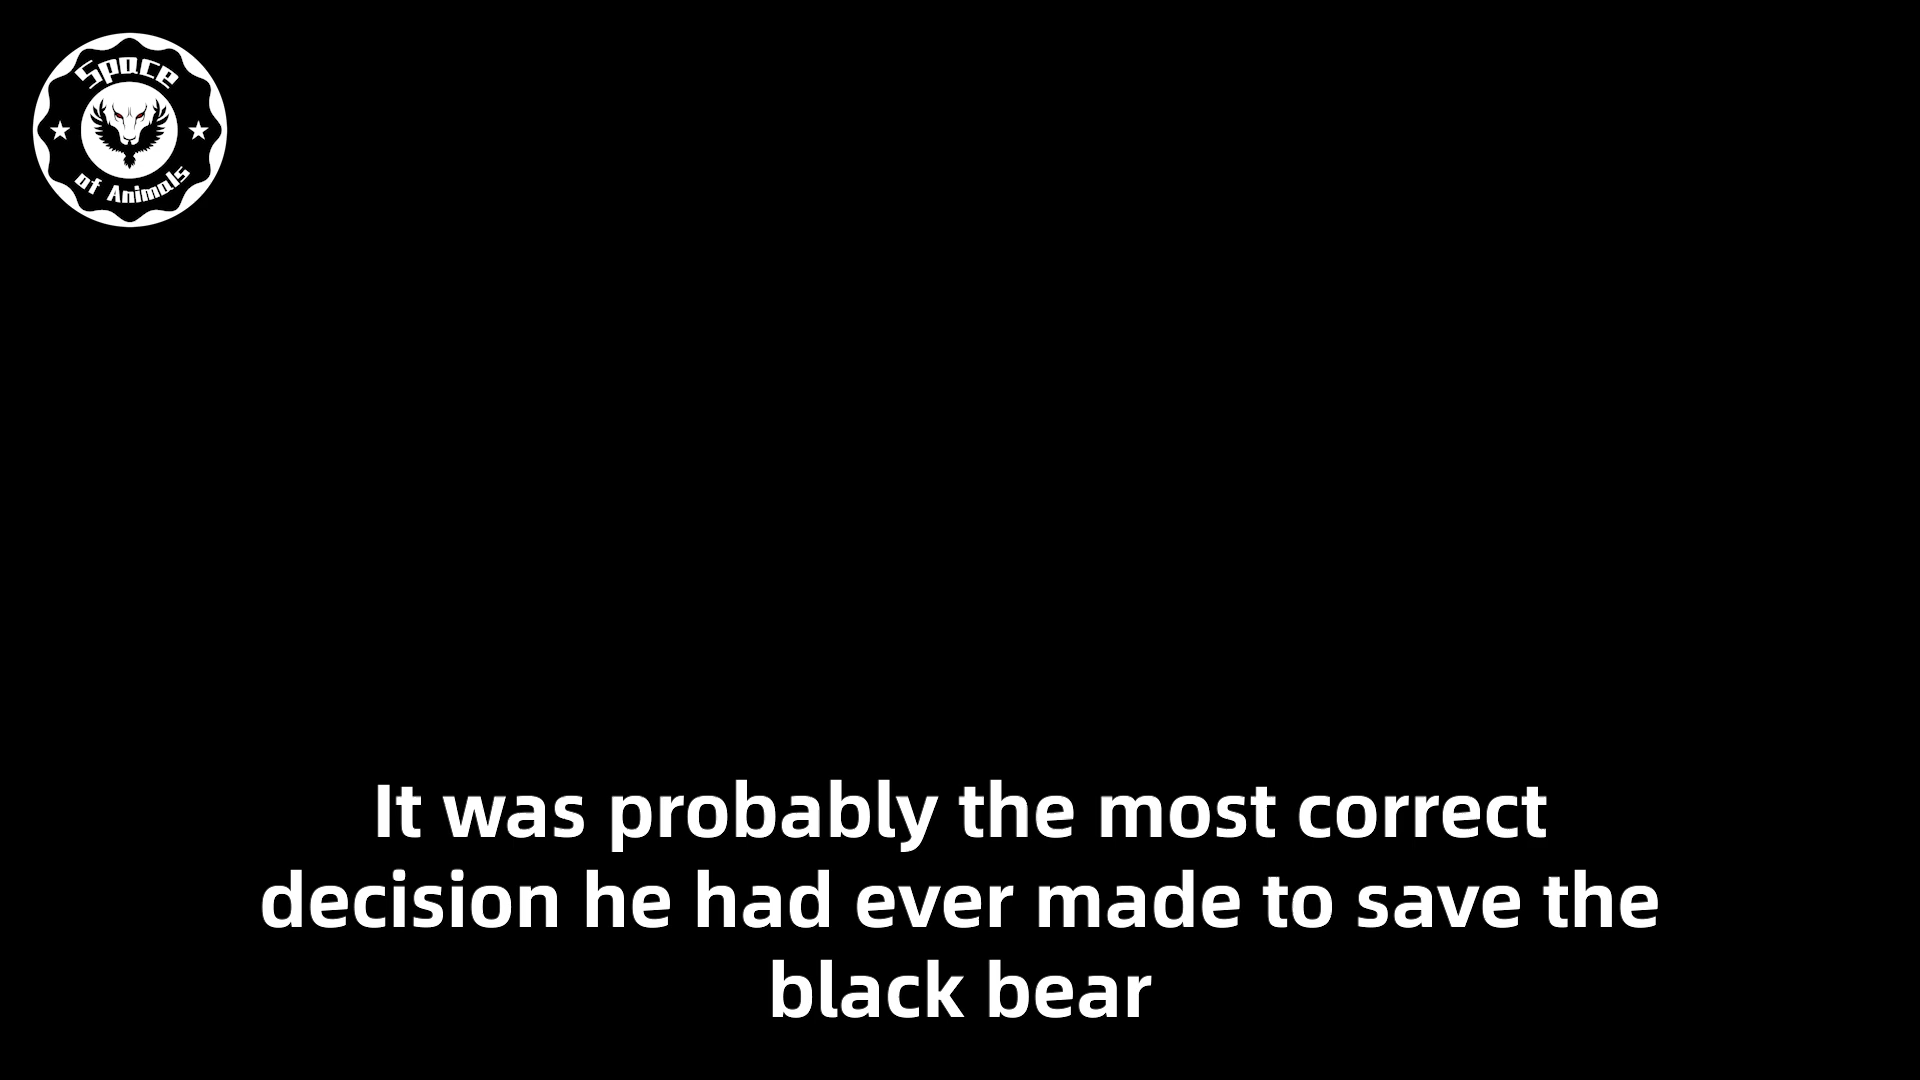 Space
of Animals
It was probably the most correct
decision he had ever made to save the
black bear